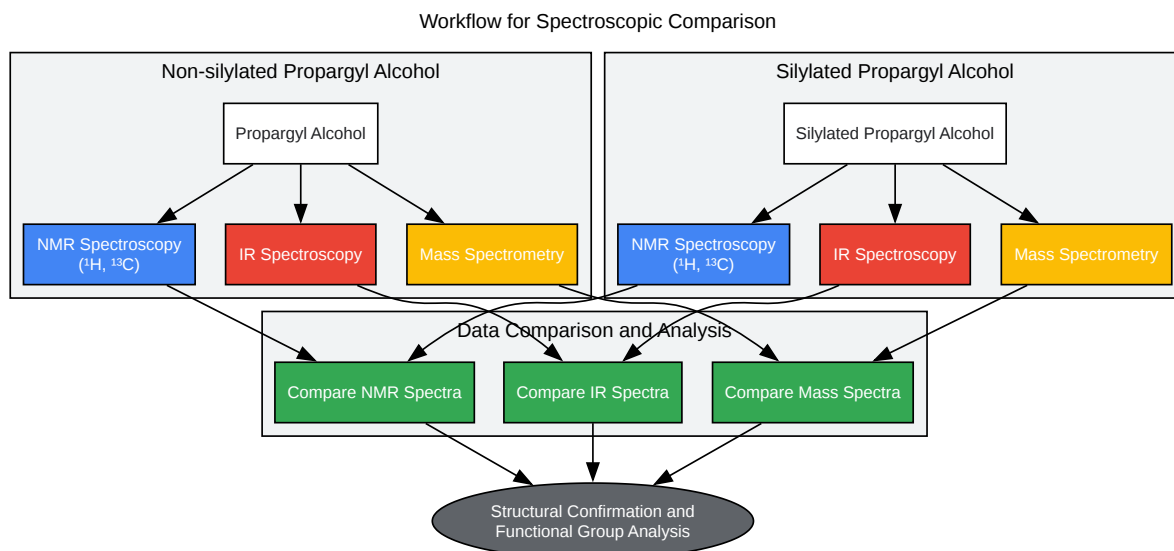 Workflow for Spectroscopic Comparison
Non-silylated Propargyl Alcohol
Silylated Propargyl Alcohol
Propargyl Alcohol
Silylated Propargyl Alcohol
NMR Spectroscopy
(¹H, ¹³C)
IR Spectroscopy
Mass Spectrometry
NMR Spectroscopy
(¹H, ¹³C)
IR Spectroscopy
Mass Spectrometry
Data Comparison and Analysis
Compare NMR Spectra
Compare IR Spectra
Compare Mass Spectra
Structural Confirmation and
Functional Group Analysis